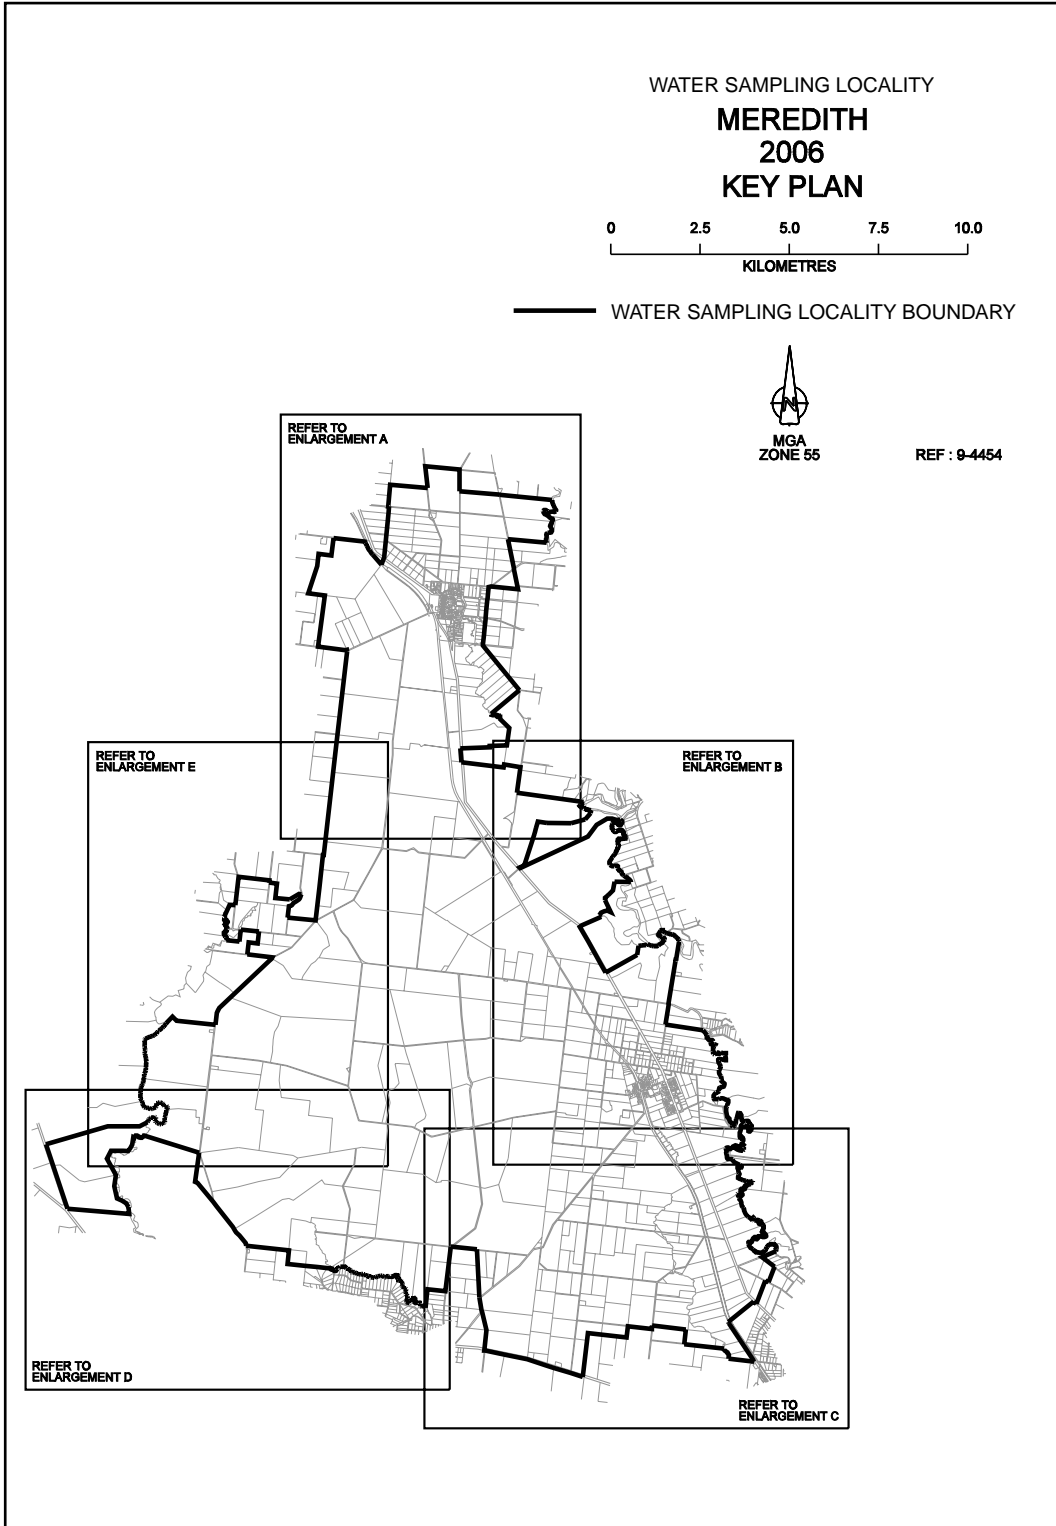 WATER SAMPLING LOCALITY
MEREDITH
2006
KEY PLAN
0 2.5 5.0 7.5 10.0
KILOMETRES
WATER SAMPLING LOCALITY BOUNDARY
N
MGA
ZONE 55
REF : 9-4454
REFER TO
ENLARGEMENT A
REFER TO
ENLARGEMENT E
REFER TO
ENLARGEMENT B
REFER TO
ENLARGEMENT D
REFER TO
ENLARGEMENT C